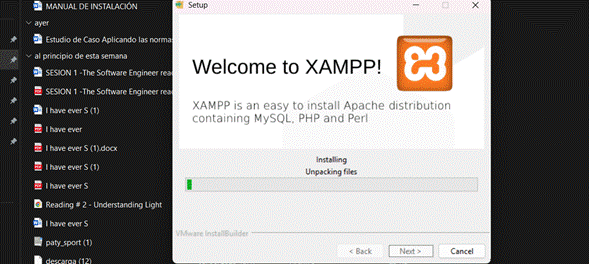 MANUAL DE INSTALACIÓN
ayer
Estudio de Caso Aplicando las normas
al principio de esta semana
SESION 1 -The Software Engineer rea
SESION 1 -The Software Engineer rea
I have ever S (1)
I have ever
I have ever S (1).docx
I have ever S (1)
I have ever S
Reading # 2 - Understanding Light
I have ever S
paty_sport (1)
descarga (12)
Setup
Welcome to XAMPP!
XAMPP is an easy to install Apache distribution
containing MySQL, PHP and Perl
Installing
Unpacking files
VMware InstallBuilder
< Back
Next >
Cancel